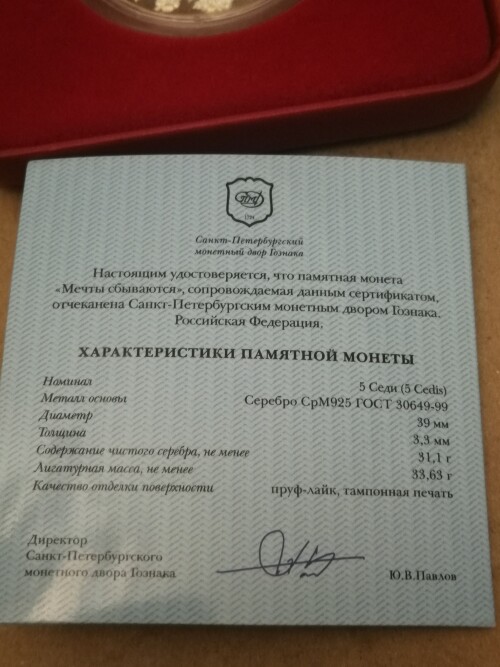 1724
Санкт-Петербургский
монетный двор Гознака
Настоящим удостоверяется, что памятная монета
«Мечты сбываются», сопровождаемая данным сертификатом,
отчеканена Санкт-Петербургским монетным двором Гознака.
Российская Федерация.
ХАРАКТЕРИСТИКИ ПАМЯТНОЙ МОНЕТЫ
Номинал 5 Седи (5 Cedis)
Металл основы Серебро СрМ925 ГОСТ 30649-99
Диаметр 39 мм
Толщина 3,3 мм
Содержание чистого серебра, не менее 31,1 г
Лигатурная масса, не менее 33,63 г
Качество отделки поверхности пруф-лайк, тампонная печать
Директор
Санкт-Петербургского
монетного двора Гознака Ю.В.Павлов